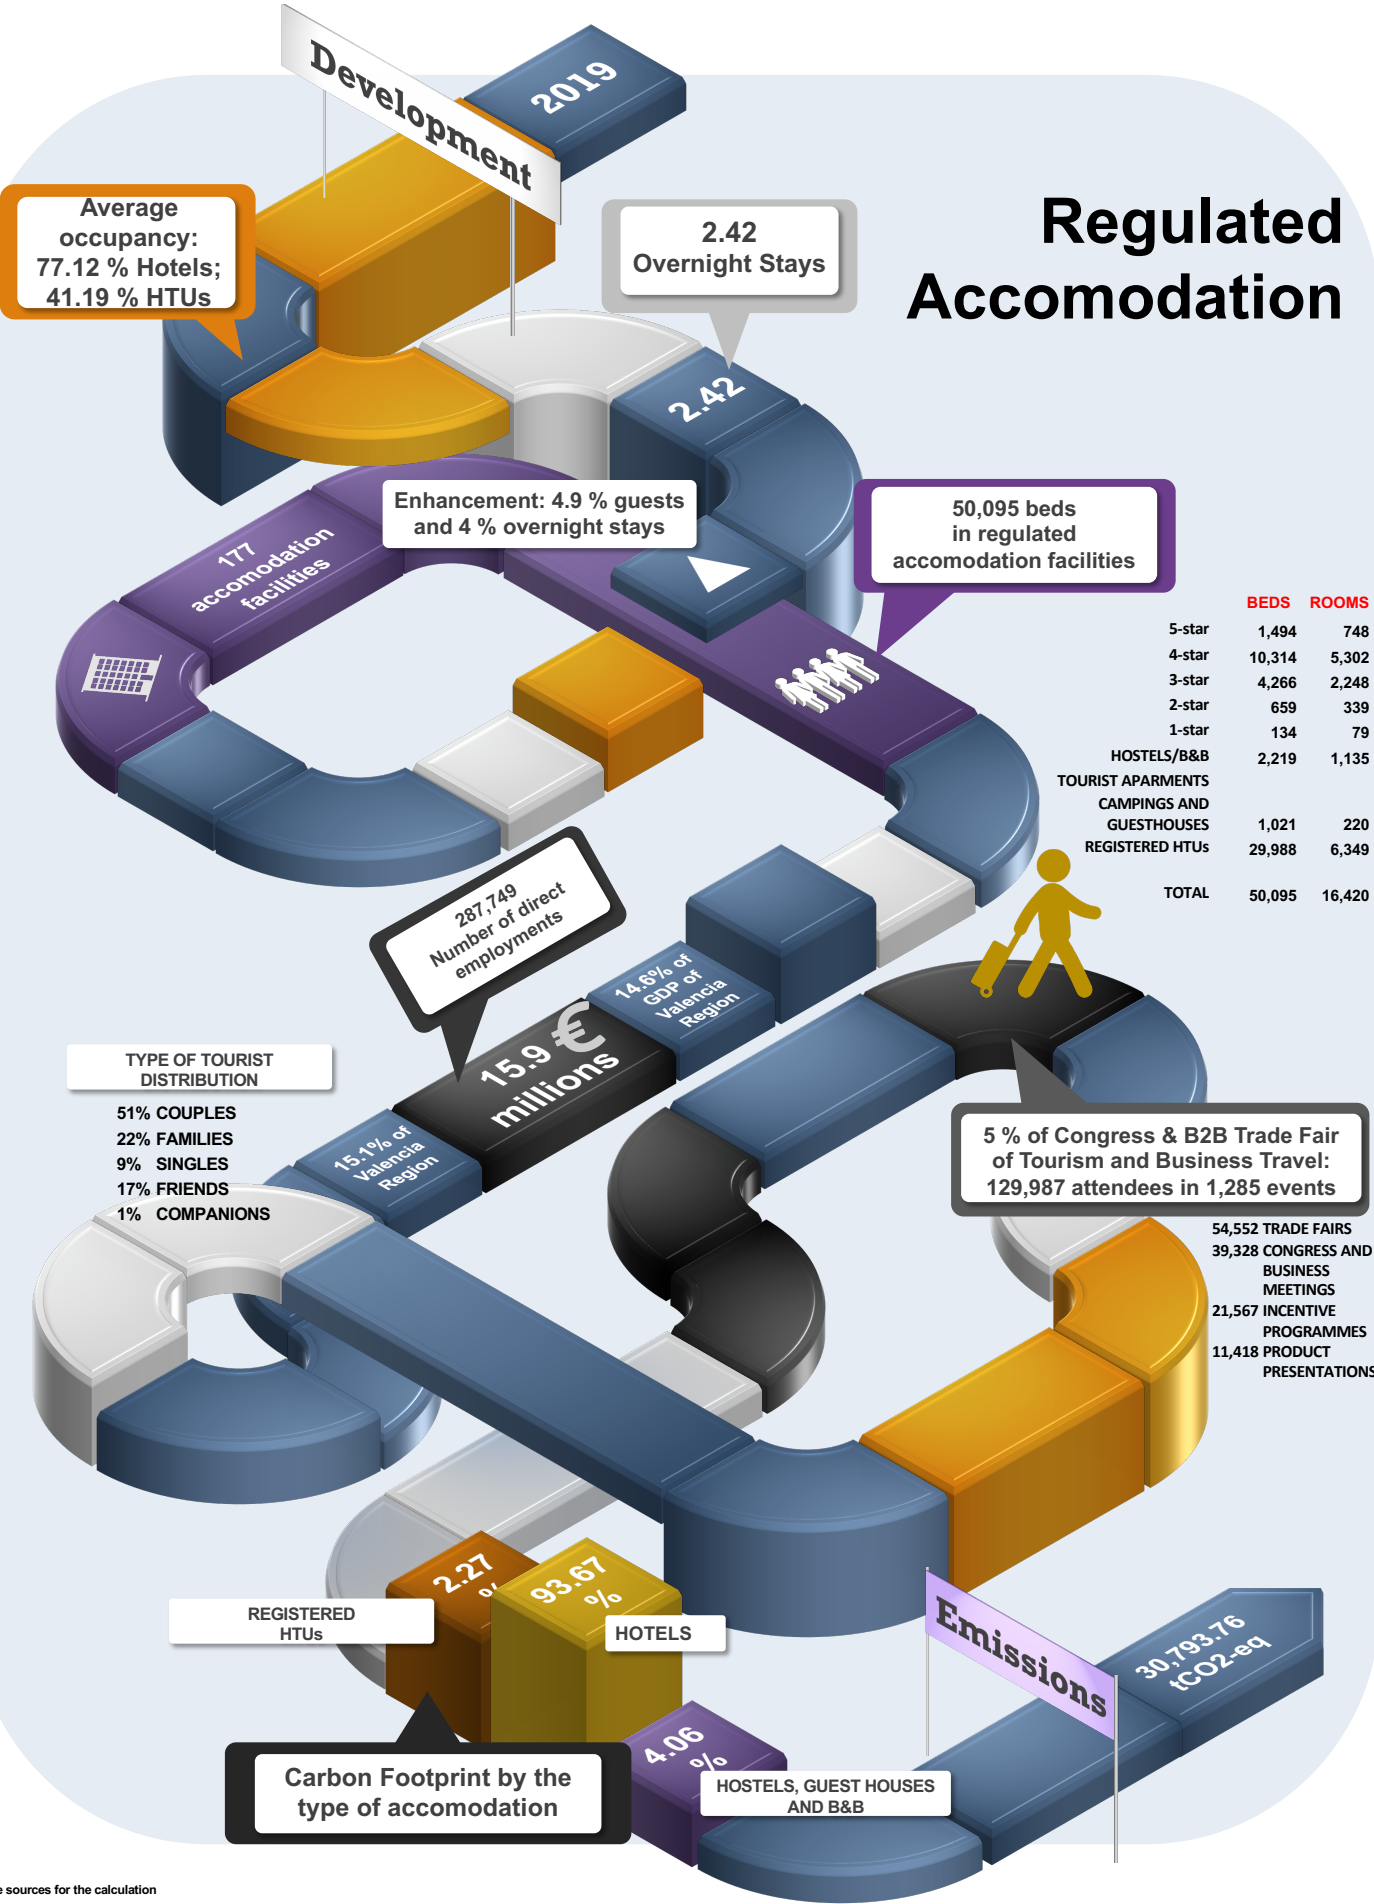 Development
2019
Regulated
Accomodation
Average
occupancy:
77.12 % Hotels;
41.19 % HTUs
2.42
Overnight Stays
2.42
Enhancement: 4.9 % guests
and 4 % overnight stays
177
accomodation
facilities
50,095 beds
in regulated
accomodation facilities
BEDS ROOMS
5-star 1,494 748
4-star 10,314 5,302
3-star 4,266 2,248
2-star 659 339
1-star 134 79
HOSTELS/B&B 2,219 1,135
TOURIST APARMENTS
CAMPINGS AND
GUESTHOUSES 1,021 220
REGISTERED HTUs 29,988 6,349
TOTAL 50,095 16,420
287,749
Number of direct
employments
14.6% of
GDP of
Valencia
Region
15.9 €
millions
15.1% of
Valencia
Region
TYPE OF TOURIST
DISTRIBUTION
51% COUPLES
22% FAMILIES
9% SINGLES
17% FRIENDS
1% COMPANIONS
5 % of Congress & B2B Trade Fair
of Tourism and Business Travel:
129,987 attendees in 1,285 events
54,552 TRADE FAIRS
39,328 CONGRESS AND
BUSINESS
MEETINGS
21,567 INCENTIVE
PROGRAMMES
11,418 PRODUCT
PRESENTATIONS
2.27
%
93.67
%
REGISTERED
HTUs
HOTELS
Emissions
30,793.76
tCO2-eq
4.06
%
Carbon Footprint by the
type of accomodation
HOSTELS, GUEST HOUSES
AND B&B
sources for the calculation